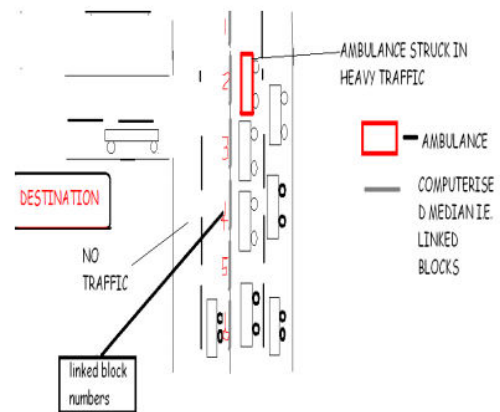 1
AMBULANCE STRUCK IN
HEAVY TRAFFIC
2
AMBULANCE
3
COMPUTERISE
D MEDIAN I.E.
LINKED
BLOCKS
DESTINATION
4
NO
TRAFFIC
5
6
linked block
numbers